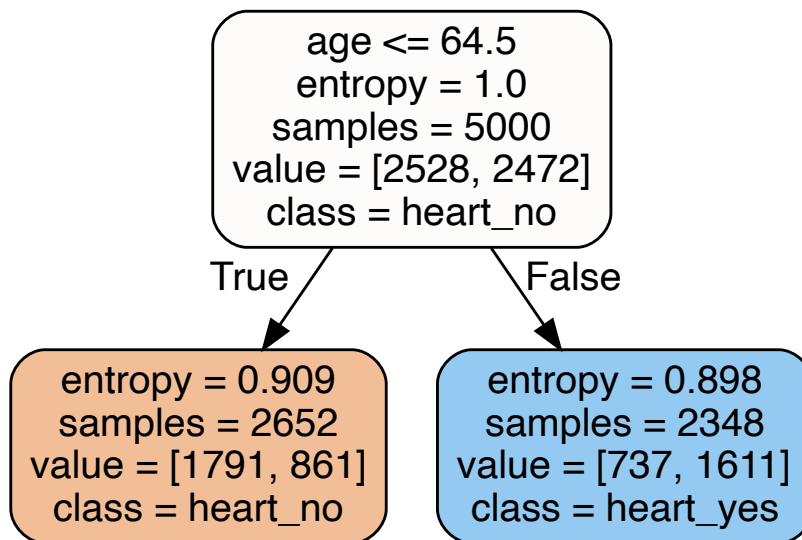 age <= 64.5
entropy = 1.0
samples = 5000
value = [2528, 2472]
class = heart_no
True
False
entropy = 0.909
samples = 2652
value = [1791, 861]
class = heart_no
entropy = 0.898
samples = 2348
value = [737, 1611]
class = heart_yes